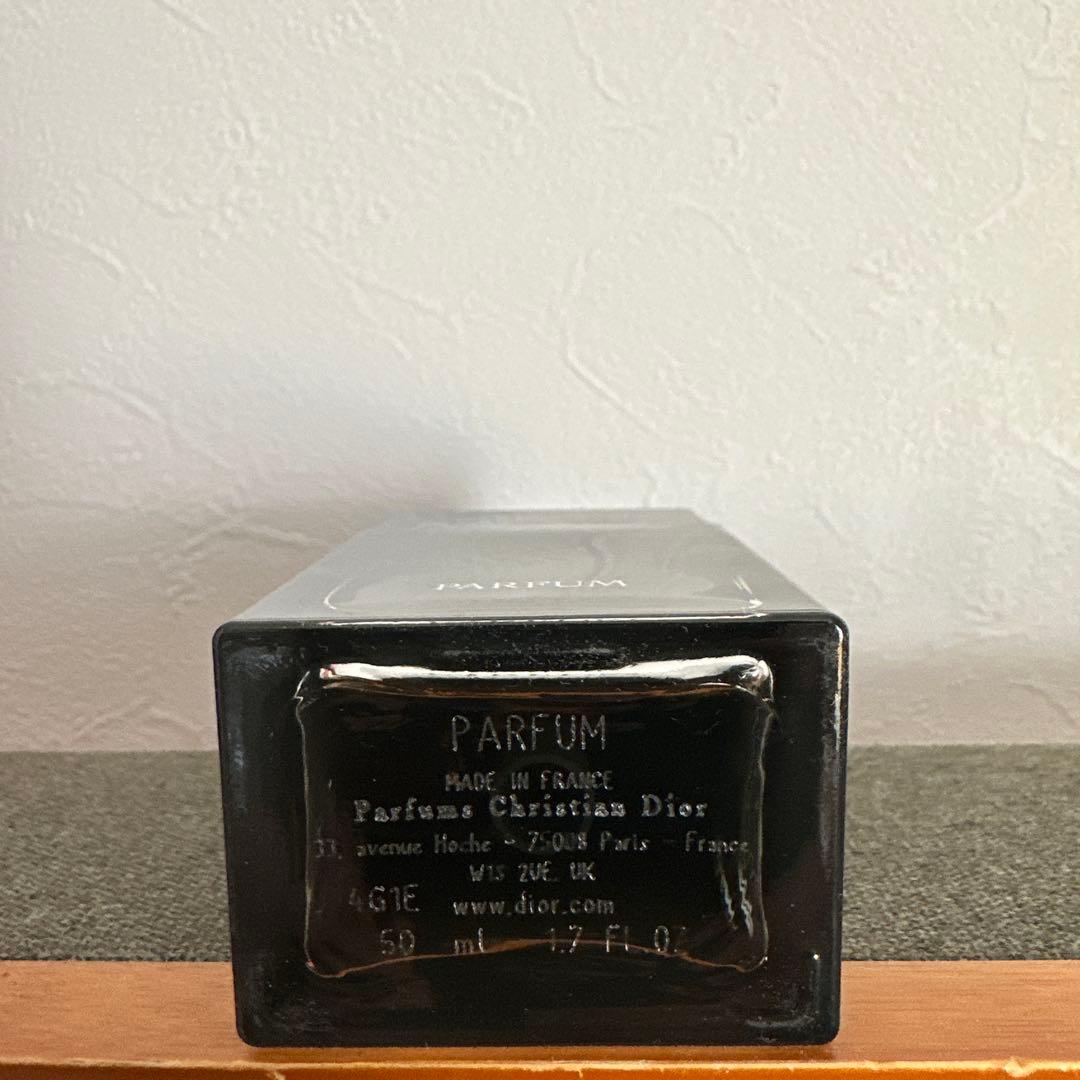 PARFUM
PARFUM
MADE IN FRANCE
Parfums Christian Dior
33, avenue Hoche - 75008 Paris - France
W1S 2UE. UK
4G1E www.dior.com
50 ml 1.7 Fl OZ